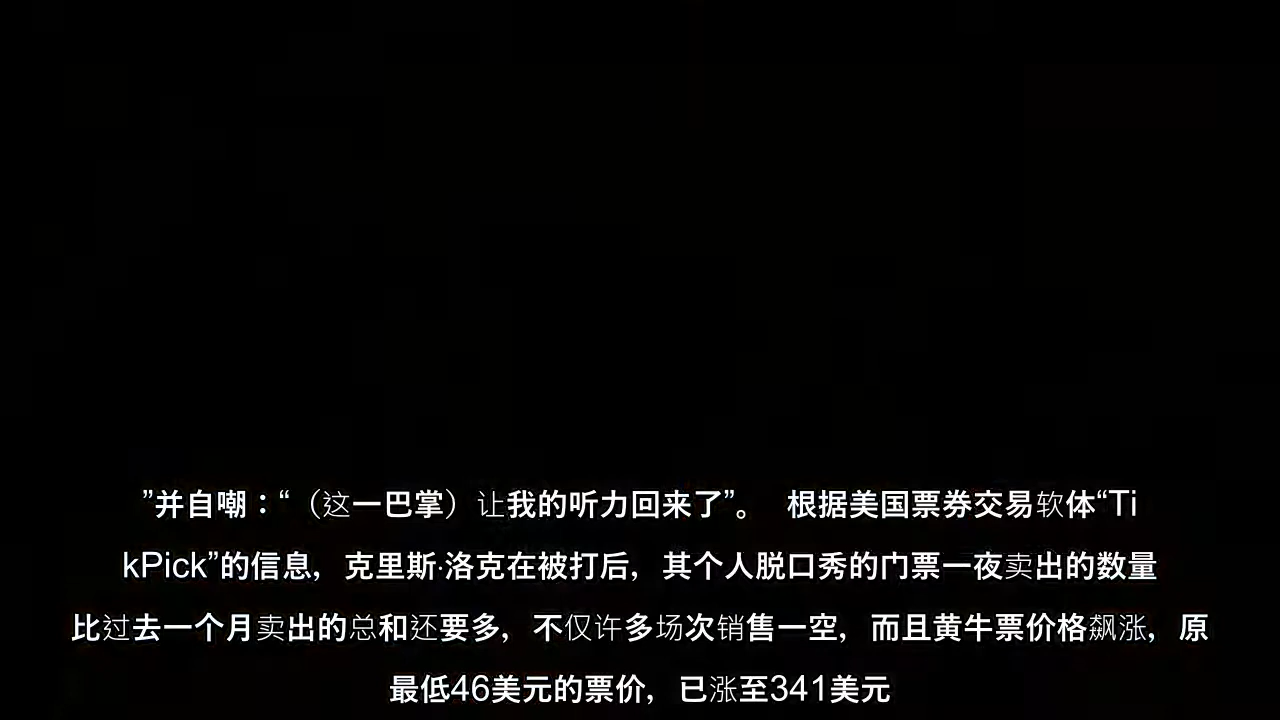 ”并自嘲：“（这一巴掌）让我的听力回来了”。 根据美国票券交易软体“Ti
kPick”的信息，克里斯·洛克在被打后，其个人脱口秀的门票一夜卖出的数量
比过去一个月卖出的总和还要多，不仅许多场次销售一空，而且黄牛票价格飙涨，原
最低46美元的票价，已涨至341美元